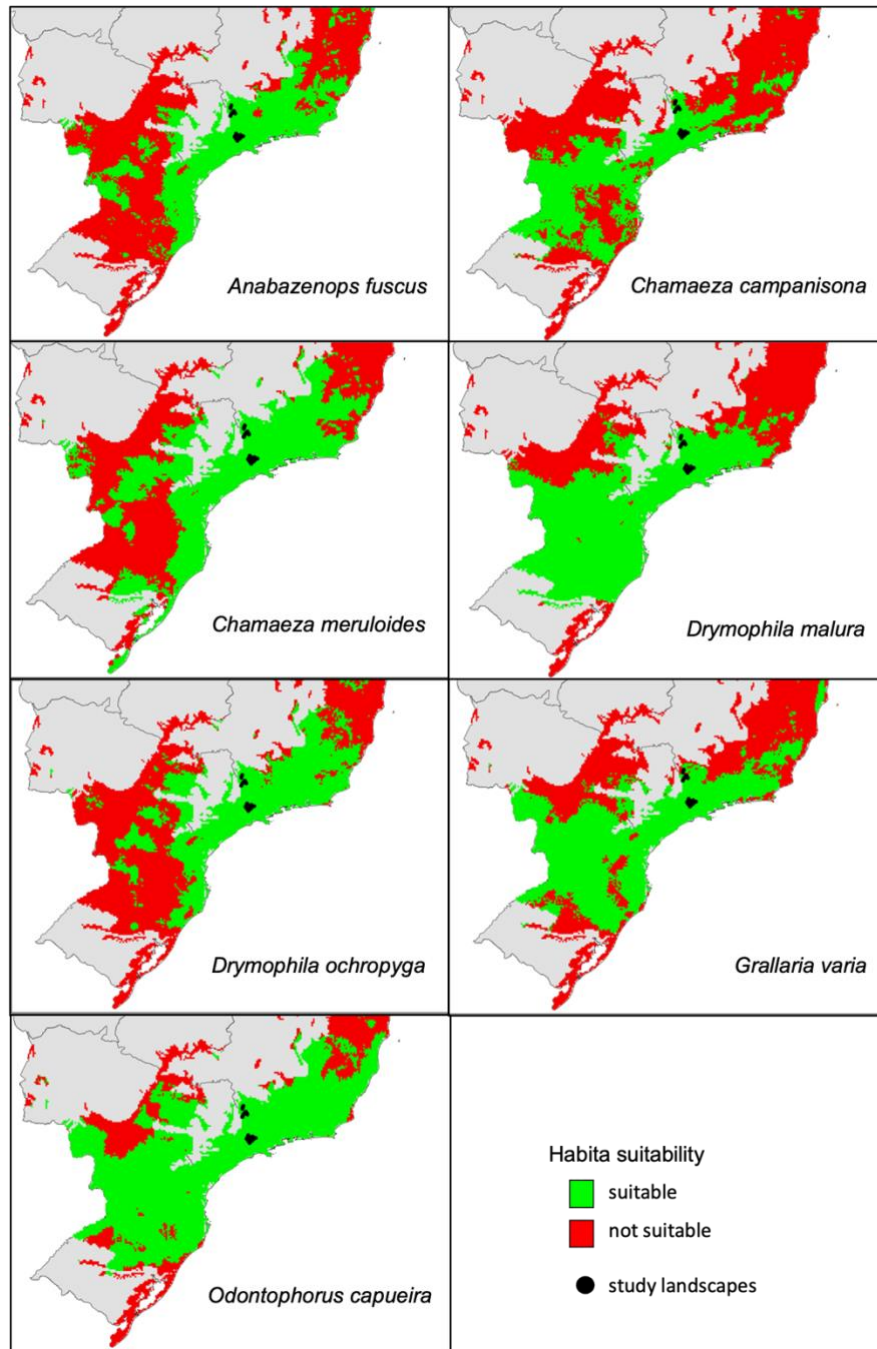 Anabazenops fuscus
Chamaeza campanisona
Chamaeza meruloides
Drymophila malura
Drymophila ochropyga
Grallaria varia
Odontophorus capueira
Habita suitability
suitable
not suitable
study landscapes